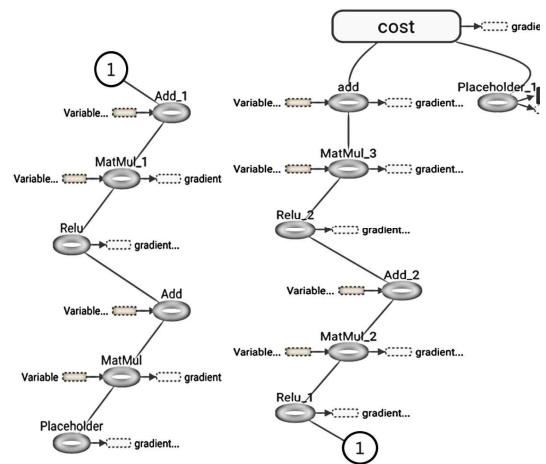 cost
gradie
1
Add_1
Variable...
add
Variable...
gradient...
Placeholder_1
MatMul_1
Variable...
gradient
MatMul_3
Variable...
gradient...
Relu
gradient...
Relu_2
gradient...
Add
Variable...
Add_2
Variable...
MatMul
Variable
gradient
MatMul_2
Variable...
gradient...
Placeholder
gradient...
Relu_1
gradient...
1